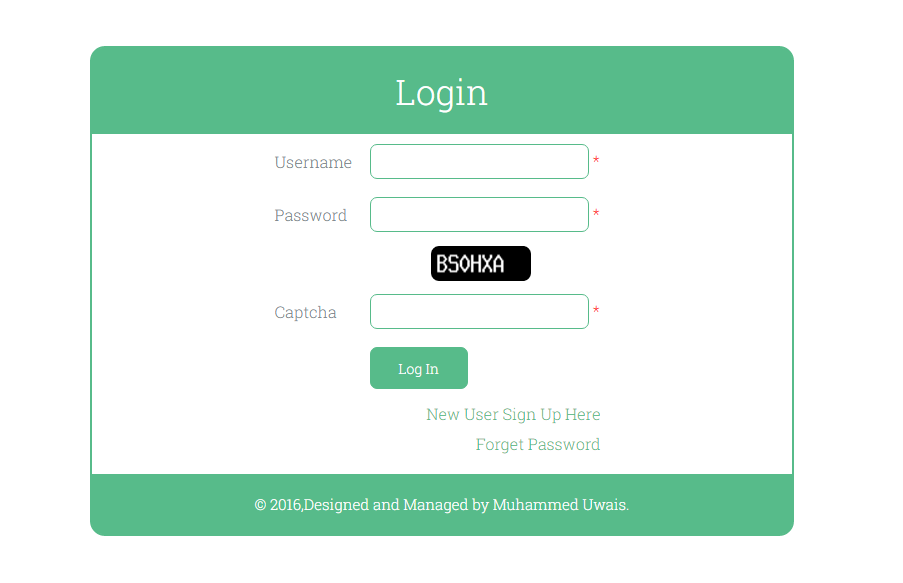 Login
Username *
Password *
BSOHXA
Captcha *
Log In
New User Sign Up Here
Forget Password
© 2016,Designed and Managed by Muhammed Uwais.